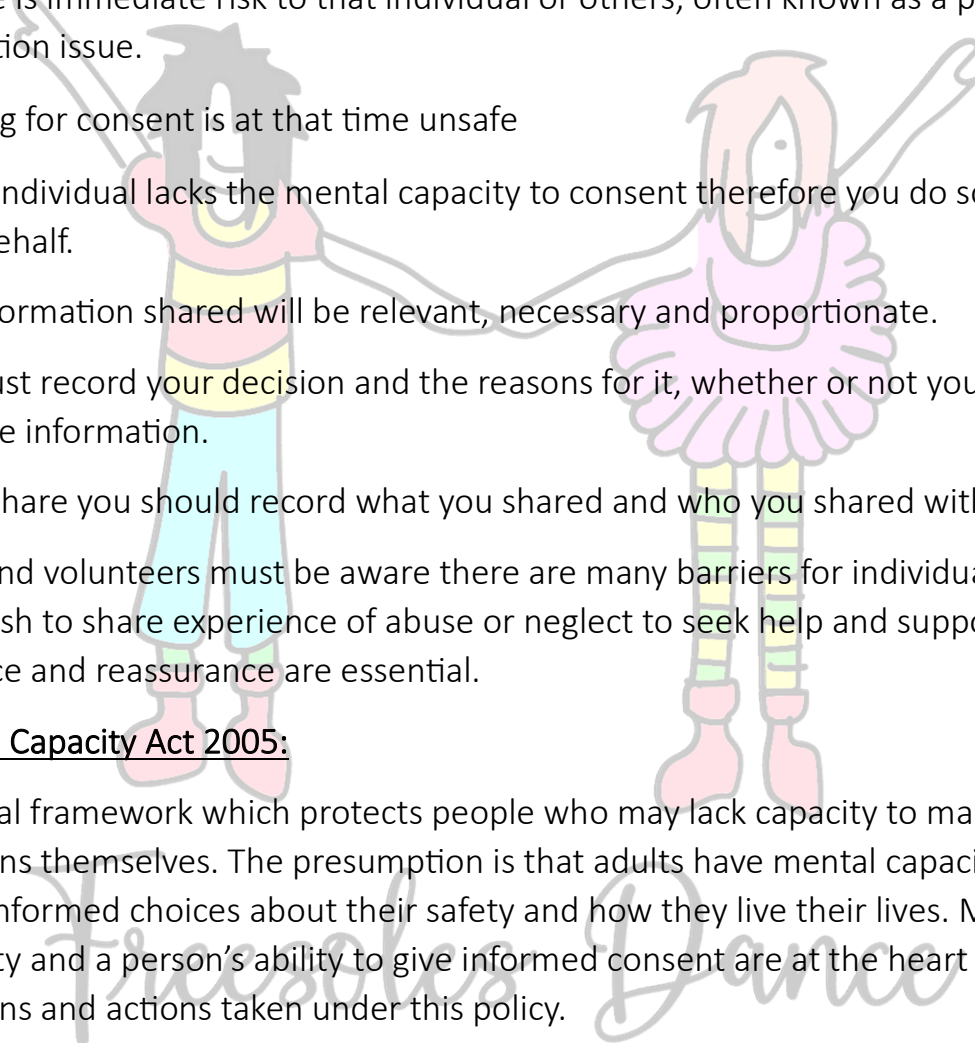 e is immediate risk to that individual or others, often known as a p
tion issue.
g for consent is at that time unsafe
individual lacks the mental capacity to consent therefore you do so
ehalf.
ormation shared will be relevant, necessary and proportionate.
ust record your decision and the reasons for it, whether or not you
e information.
hare you should record what you shared and who you shared with
nd volunteers must be aware there are many barriers for individua
sh to share experience of abuse or neglect to seek help and suppo
ce and reassurance are essential.
Capacity Act 2005:
al framework which protects people who may lack capacity to ma
ns themselves. The presumption is that adults have mental capaci
nformed choices about their safety and how they live their lives. M
ty and a person’s ability to give informed consent are at the heart
ns and actions taken under this policy.
Freesoles Dance